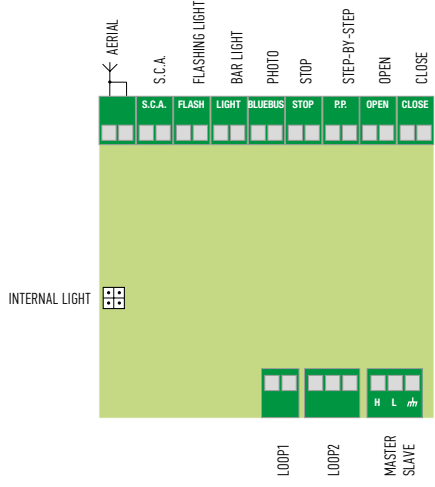 AERIAL
S.C.A.
FLASHING LIGHT
BAR LIGHT
PHOTO
STOP
STEP-BY-STEP
OPEN
CLOSE
S.C.A.
FLASH
LIGHT
BLUEBUS
STOP
P.P.
OPEN
CLOSE
INTERNAL LIGHT
H L
LOOP1
LOOP2
MASTER
SLAVE